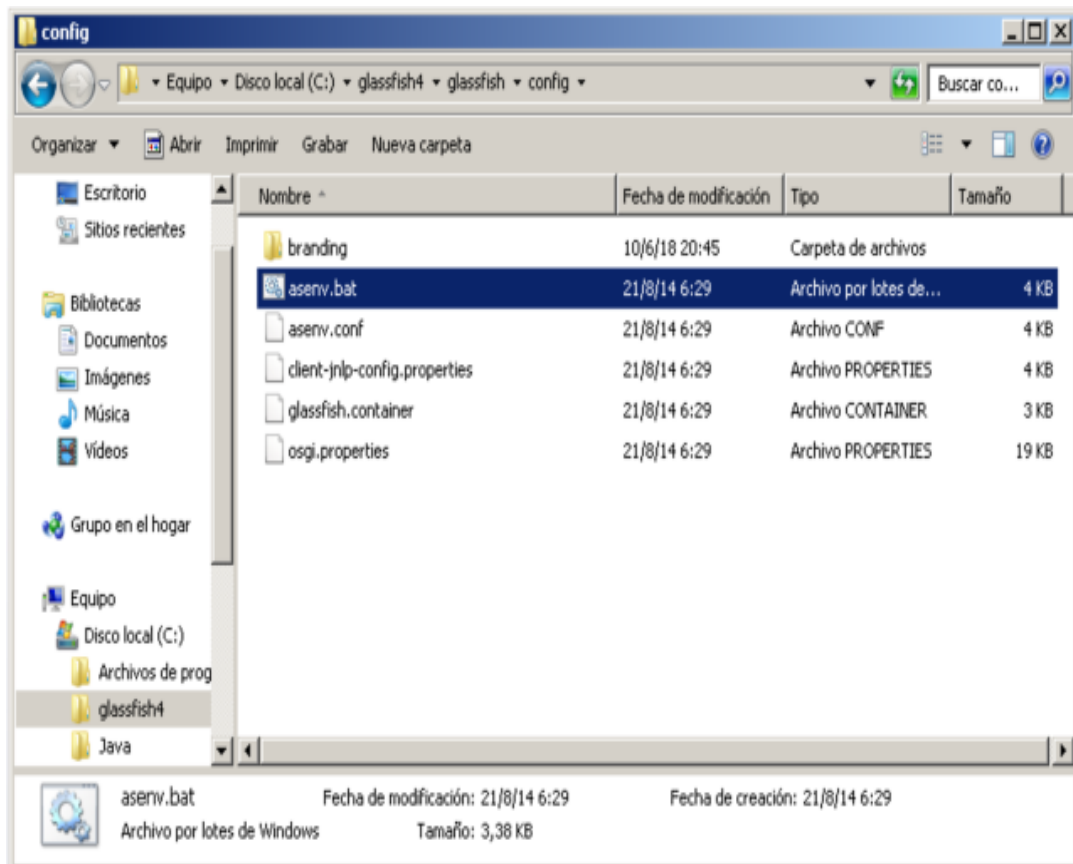 config
Equipo Disco local (C:) glassfish4 glassfish config Buscar co...
Organizar Abrir Imprimir Grabar Nueva carpeta
Escritorio
Sitios recientes
Bibliotecas
Documentos
Imágenes
Música
Vídeos
Grupo en el hogar
Equipo
Disco local (C:)
Archivos de prog
glassfish4
Java
Nombre Fecha de modificación Tipo Tamaño
branding 10/6/18 20:45 Carpeta de archivos
asenv.bat 21/8/14 6:29 Archivo por lotes de... 4 KB
asenv.conf 21/8/14 6:29 Archivo CONF 4 KB
client-jnlp-config.properties 21/8/14 6:29 Archivo PROPERTIES 4 KB
glassfish.container 21/8/14 6:29 Archivo CONTAINER 3 KB
osgi.properties 21/8/14 6:29 Archivo PROPERTIES 19 KB
asenv.bat Fecha de modificación: 21/8/14 6:29 Fecha de creación: 21/8/14 6:29
Archivo por lotes de Windows Tamaño: 3,38 KB